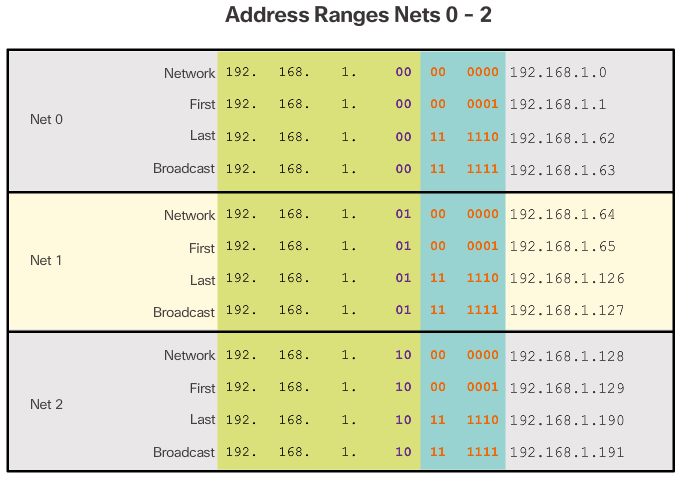 Address Ranges Nets 0 - 2
Net 0
Network 192. 168. 1. 00 00 0000 192.168.1.0
First 192. 168. 1. 00 00 0001 192.168.1.1
Last 192. 168. 1. 00 11 1110 192.168.1.62
Broadcast 192. 168. 1. 00 11 1111 192.168.1.63
Net 1
Network 192. 168. 1. 01 00 0000 192.168.1.64
First 192. 168. 1. 01 00 0001 192.168.1.65
Last 192. 168. 1. 01 11 1110 192.168.1.126
Broadcast 192. 168. 1. 01 11 1111 192.168.1.127
Net 2
Network 192. 168. 1. 10 00 0000 192.168.1.128
First 192. 168. 1. 10 00 0001 192.168.1.129
Last 192. 168. 1. 10 11 1110 192.168.1.190
Broadcast 192. 168. 1. 10 11 1111 192.168.1.191